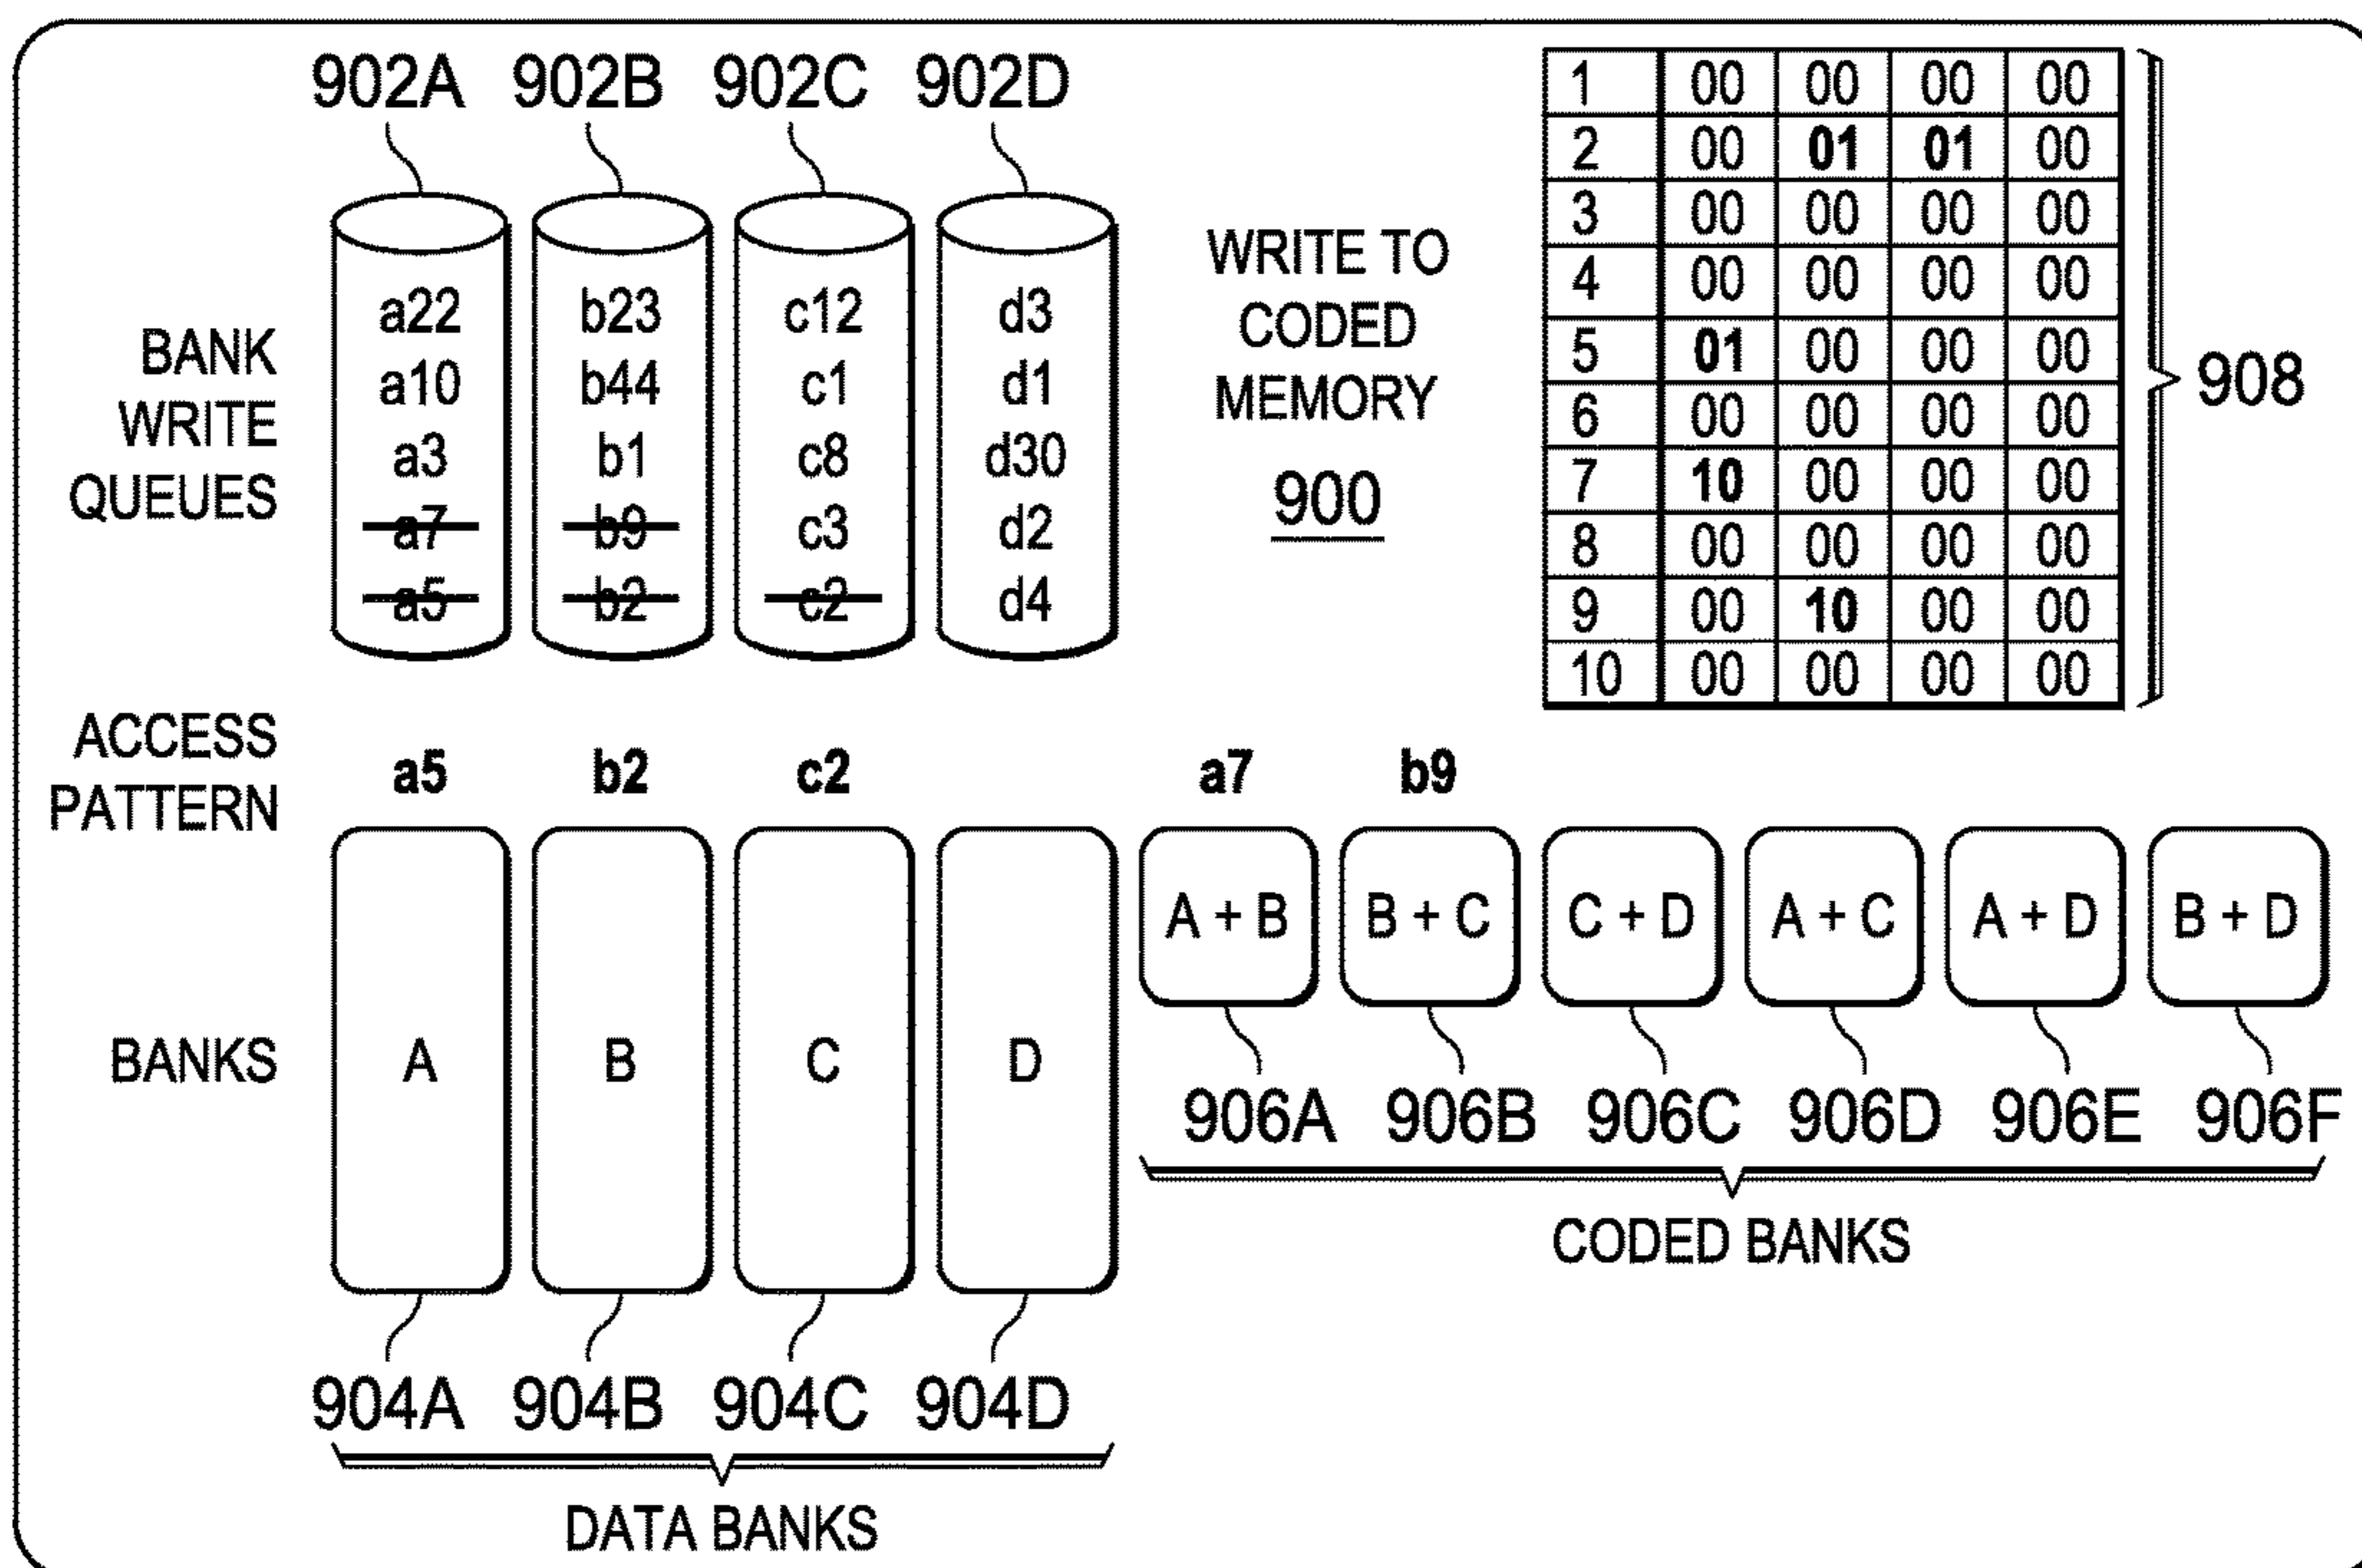 902A 902B 902C 902D
BANK
WRITE
QUEUES
a22 b23 c12 d3
a10 b44 c1 d1
a3 b1 c8 d30
a7 b9 c3 d2
a5 b2 c2 d4
WRITE TO
CODED
MEMORY
900
1 00 00 00 00
2 00 01 01 00
3 00 00 00 00
4 00 00 00 00
5 01 00 00 00
6 00 00 00 00
7 10 00 00 00
8 00 00 00 00
9 00 10 00 00
10 00 00 00 00
908
ACCESS
PATTERN
a5 b2 c2 a7 b9
BANKS
A B C D
A + B B + C C + D A + C A + D B + D
906A 906B 906C 906D 906E 906F
CODED BANKS
904A 904B 904C 904D
DATA BANKS